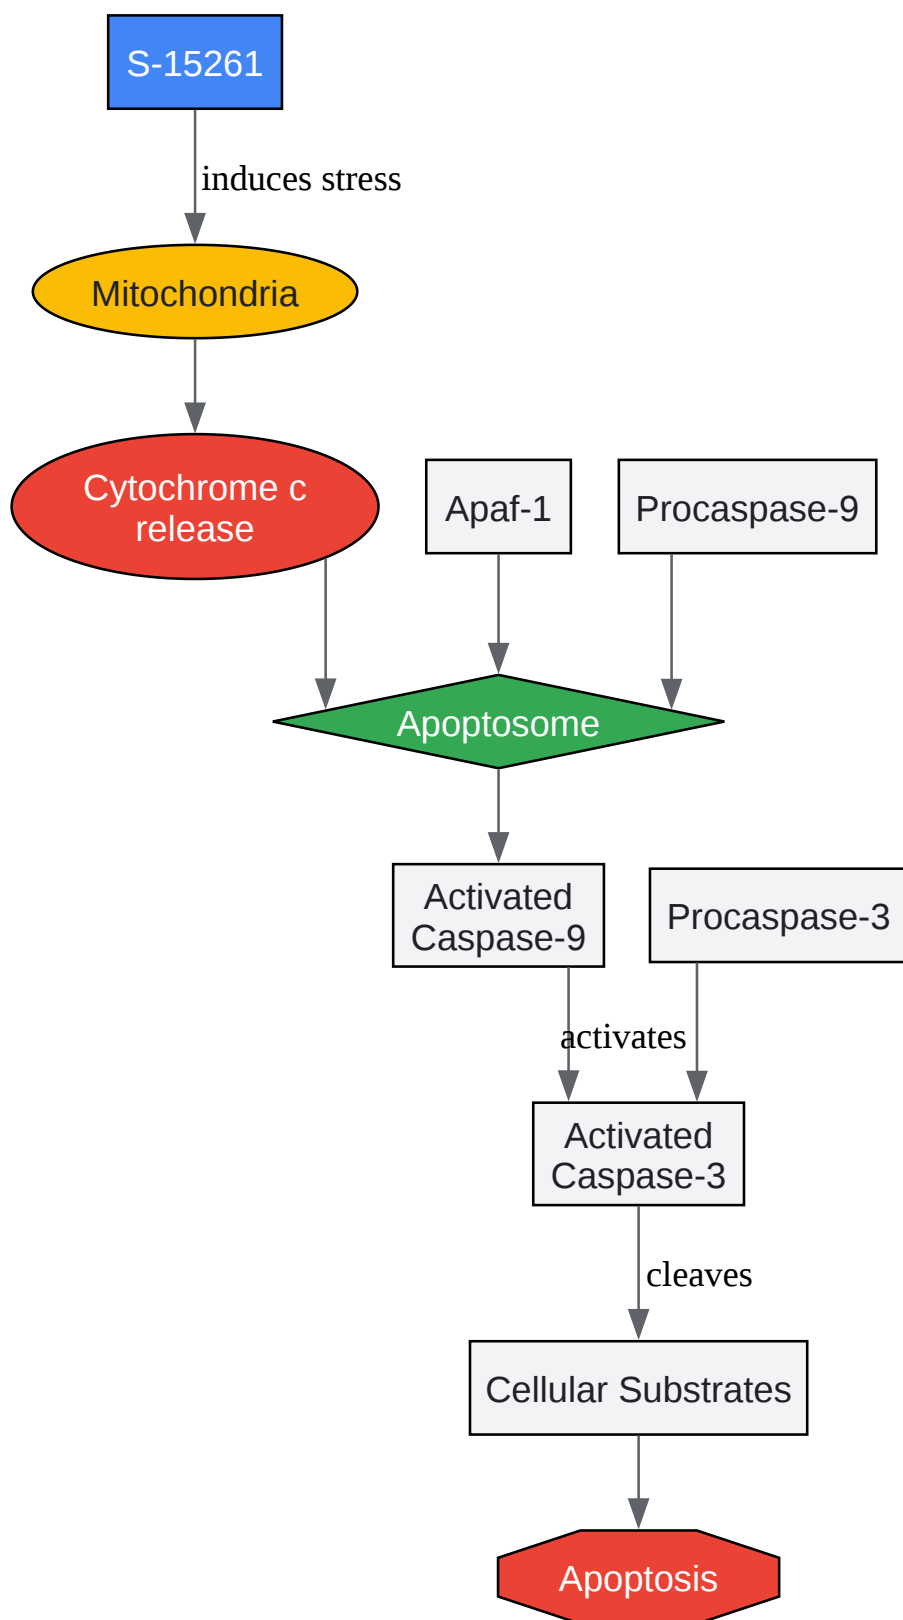 S-15261
induces stress
Mitochondria
Cytochrome c
release
Apaf-1
Procaspase-9
Apoptosome
Activated
Caspase-9
Procaspase-3
activates
Activated
Caspase-3
cleaves
Cellular Substrates
Apoptosis